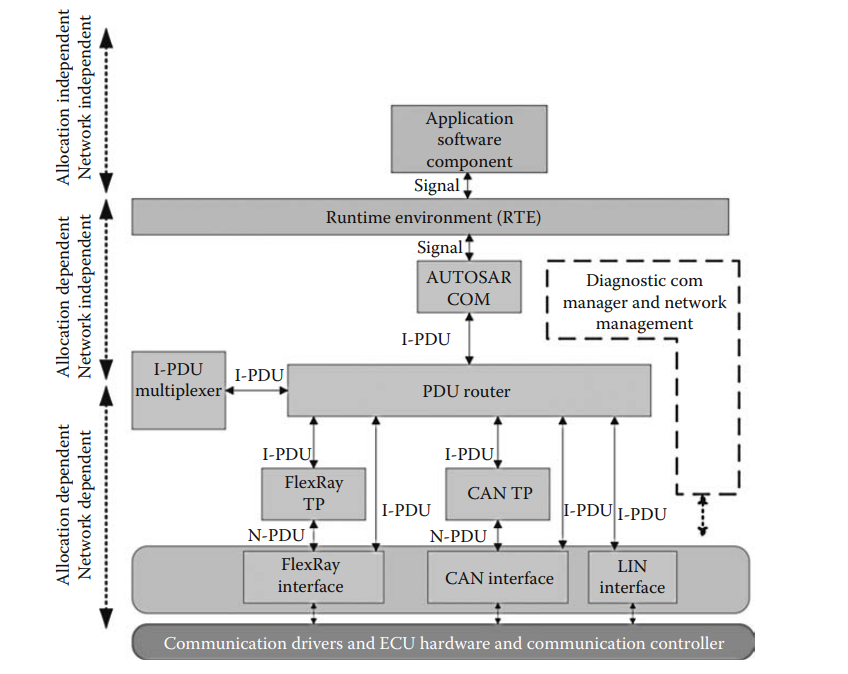 Allocation independent
Network independent
Application
software
component
Signal
Runtime environment (RTE)
Signal
Allocation dependent
Network independent
AUTOSAR
COM
Diagnostic com
manager and network
management
I-PDU
I-PDU
multiplexer
I-PDU
PDU router
Allocation dependent
Network dependent
I-PDU
I-PDU
FlexRay
TP
CAN TP
I-PDU
I-PDU
I-PDU
N-PDU
N-PDU
FlexRay
interface
CAN interface
LIN
interface
Communication drivers and ECU hardware and communication controller